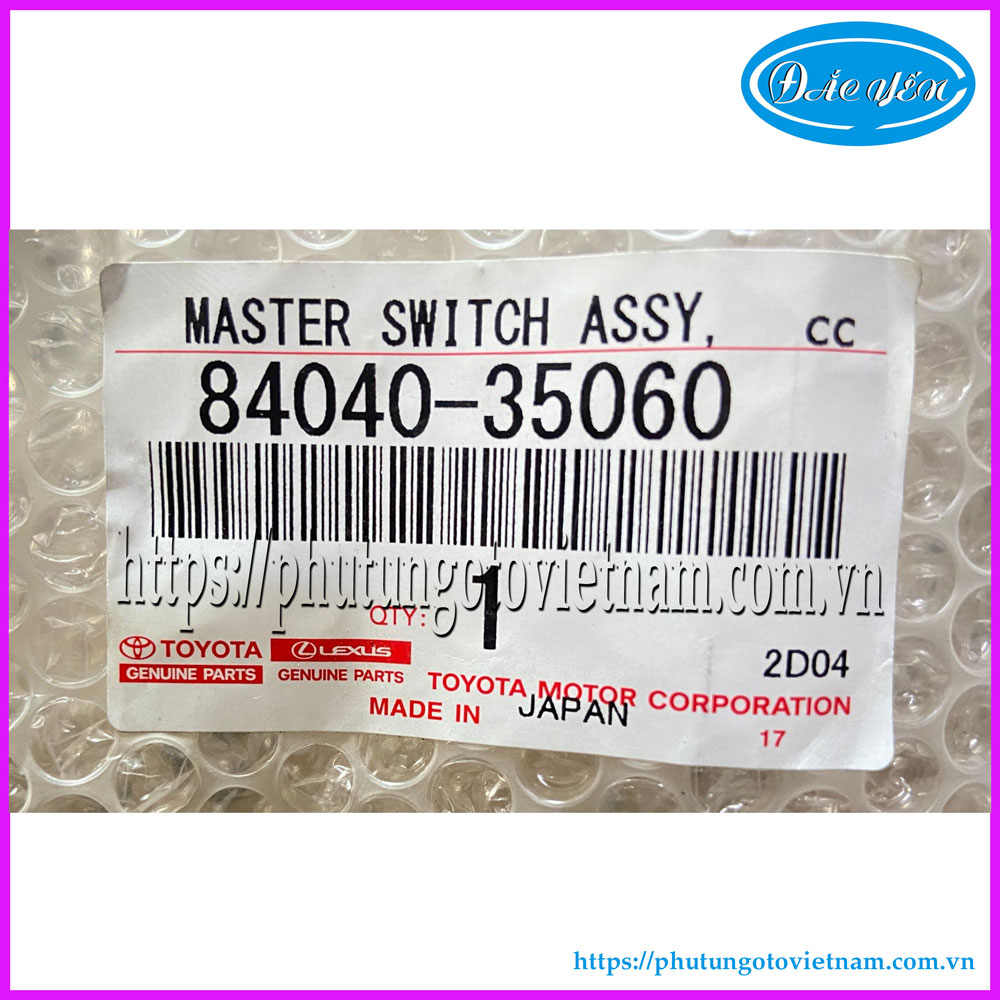 ĐẮC YẾN
MASTER SWITCH ASSY, CC
84040-35060
https://phutungotovietnam.com.vn
QTY: 1
TOYOTA LEXUS
GENUINE PARTS GENUINE PARTS
2D04
TOYOTA MOTOR CORPORATION
MADE IN JAPAN
17
https://phutungotovietnam.com.vn